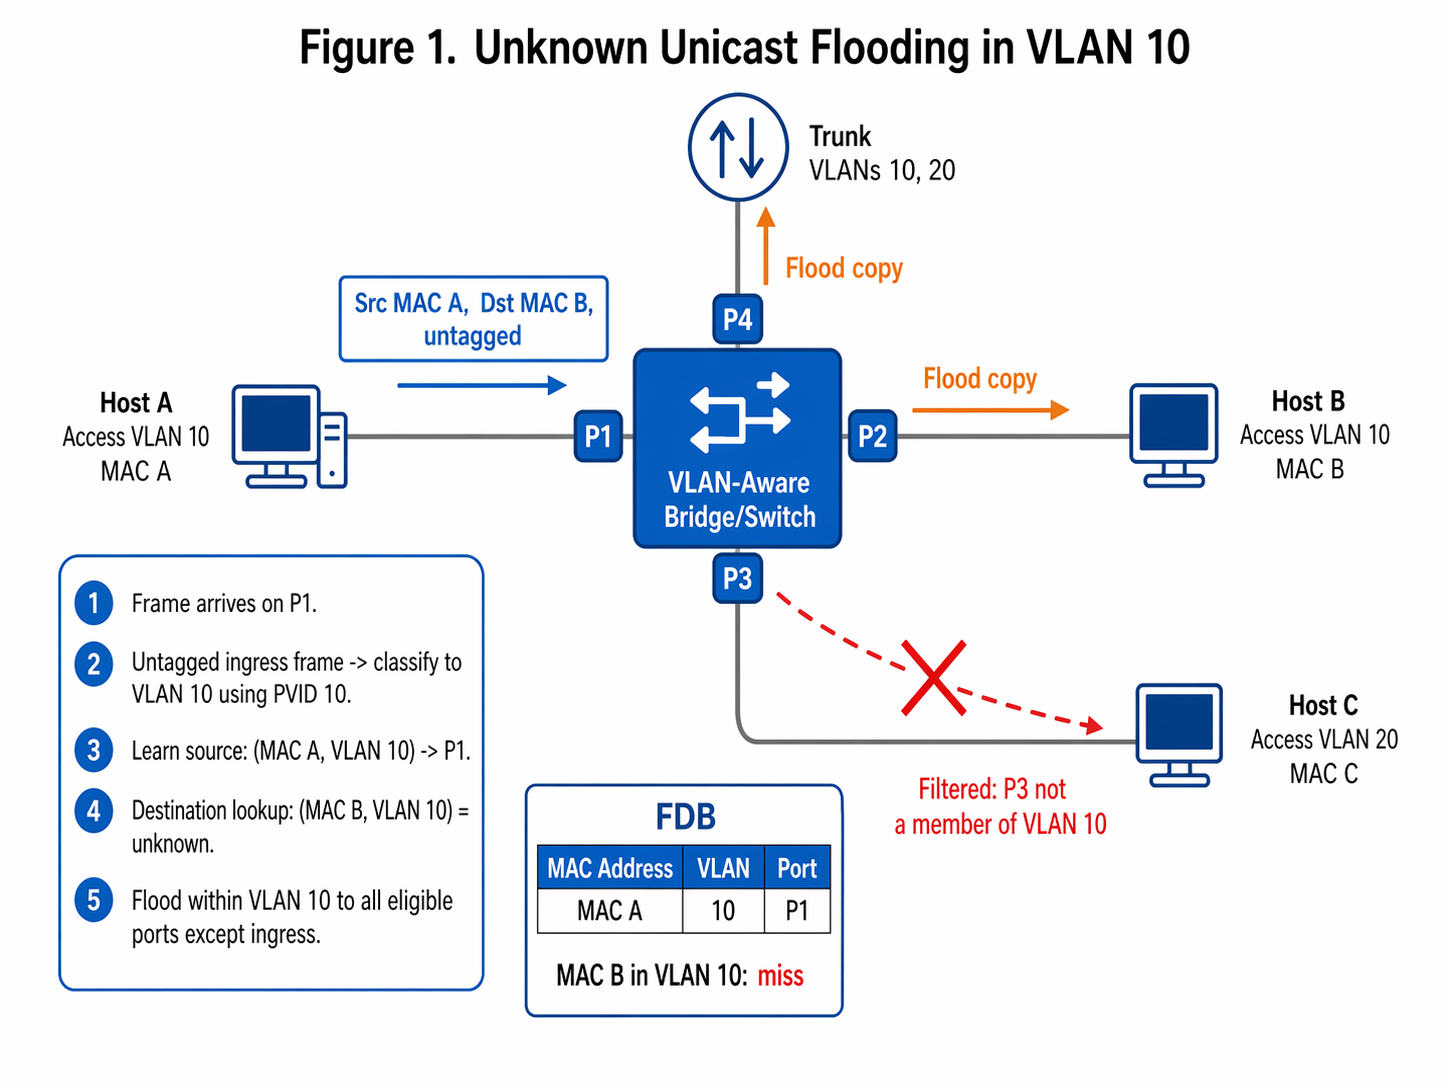 Figure 1. Unknown Unicast Flooding in VLAN 10
Trunk
VLANs 10, 20
Flood copy
Src MAC A, Dst MAC B,
untagged
P4
Flood copy
Host A
Access VLAN 10
MAC A
P1
VLAN-Aware
Bridge/Switch
P2
Host B
Access VLAN 10
MAC B
P3
1 Frame arrives on P1.
2 Untagged ingress frame -> classify to
VLAN 10 using PVID 10.
3 Learn source: (MAC A, VLAN 10) -> P1.
4 Destination lookup: (MAC B, VLAN 10) =
unknown.
5 Flood within VLAN 10 to all eligible
ports except ingress.
Host C
Access VLAN 20
MAC C
Filtered: P3 not
a member of VLAN 10
FDB
MAC Address VLAN Port
MAC A 10 P1
MAC B in VLAN 10: miss